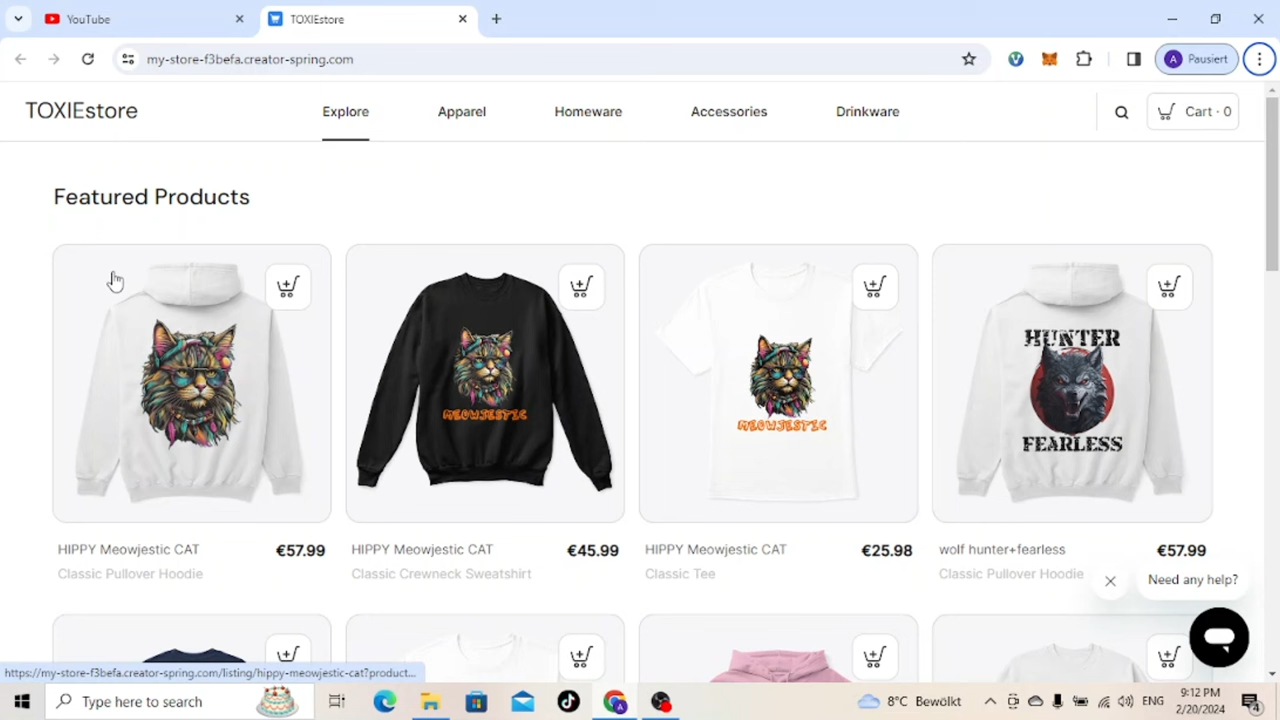 YouTube
TOXIEstore
my-store-f3befa.creator-spring.com
A Pausiert
TOXIEstore
Explore
Apparel
Homeware
Accessories
Drinkware
Cart · 0
Featured Products
MEOWJESTIC
MEOWJESTIC
HUNTER
FEARLESS
HIPPY Meowjestic CAT €57.99
Classic Pullover Hoodie
HIPPY Meowjestic CAT €45.99
Classic Crewneck Sweatshirt
HIPPY Meowjestic CAT €25.98
Classic Tee
wolf hunter+fearless €57.99
Classic Pullover Hoodie
Need any help?
https://my-store-f3befa.creator-spring.com/listing/hippy-meowjestic-cat?product...
Type here to search
8°C Bewölkt
ENG
9:12 PM
2/20/2024
4